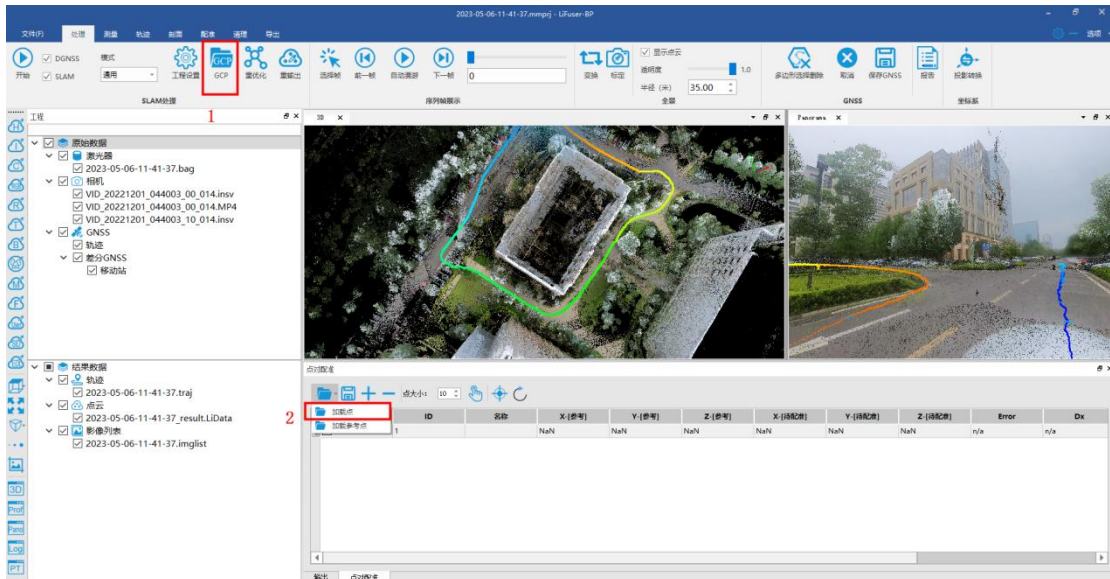 2023-05-06-11-41-37.mmprj - LiFuser-BP
文件(F) 处理 测量 轨迹 剖面 配准 清理 导出 选项
开始
DGNSS
SLAM
模式
通用
工程设置 GCP 重优化 重输出
SLAM处理
选择帧 前一帧 自动漫游 下一帧
0
序列帧展示
变换 标定
显示点云
透明度 1.0
半径 (米) 35.00
全景
多边形选择删除 取消 保存GNSS 报告
GNSS
投影转换
坐标系
1
工程
原始数据
激光器
2023-05-06-11-41-37.bag
相机
VID_20221201_044003_00_014.insv
VID_20221201_044003_00_014.MP4
VID_20221201_044003_10_014.insv
GNSS
轨迹
差分GNSS
移动站
结果数据
轨迹
2023-05-06-11-41-37.traj
点云
2023-05-06-11-41-37_result.LiData
影像列表
2023-05-06-11-41-37.imglist
3D
Prof
Pano
Log
PT
3D
Panorama
点对配准
点大小: 10
2
加载点
加载参考点
ID 名称 X-[参考] Y-[参考] Z-[参考] X-[待配准] Y-[待配准] Z-[待配准] Error Dx
1 NaN NaN NaN NaN NaN NaN n/a n/a
输出 点对配准